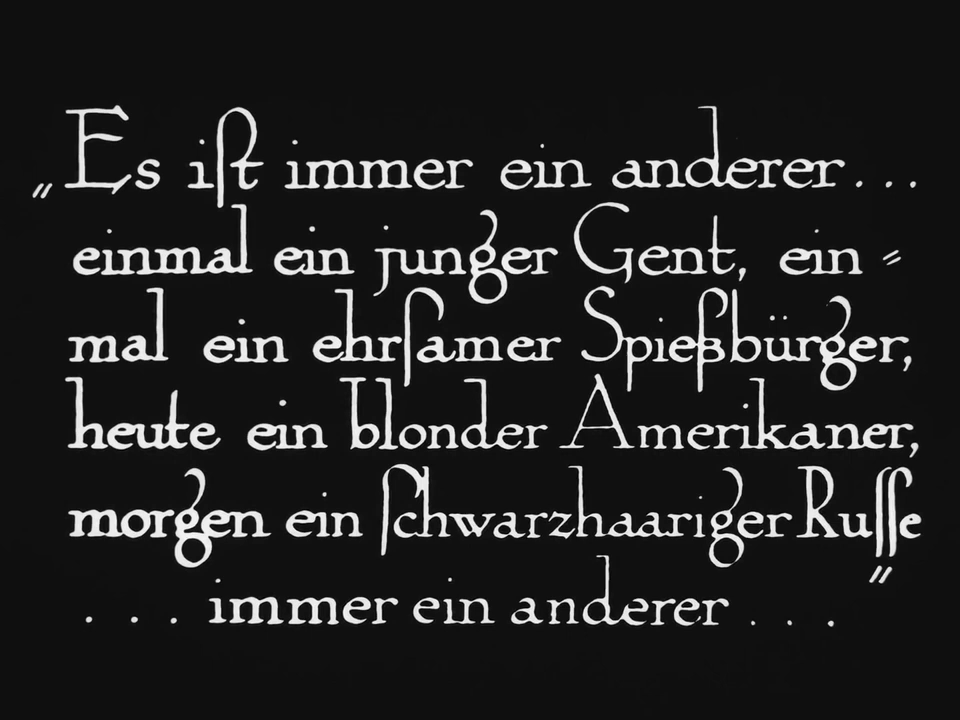 „Es iſt immer ein anderer...
einmal ein junger Gent, ein⸗
mal ein ehrſamer Spießbürger,
heute ein blonder Amerikaner,
morgen ein ſchwarzhaariger Ruſſe
... immer ein anderer ...”